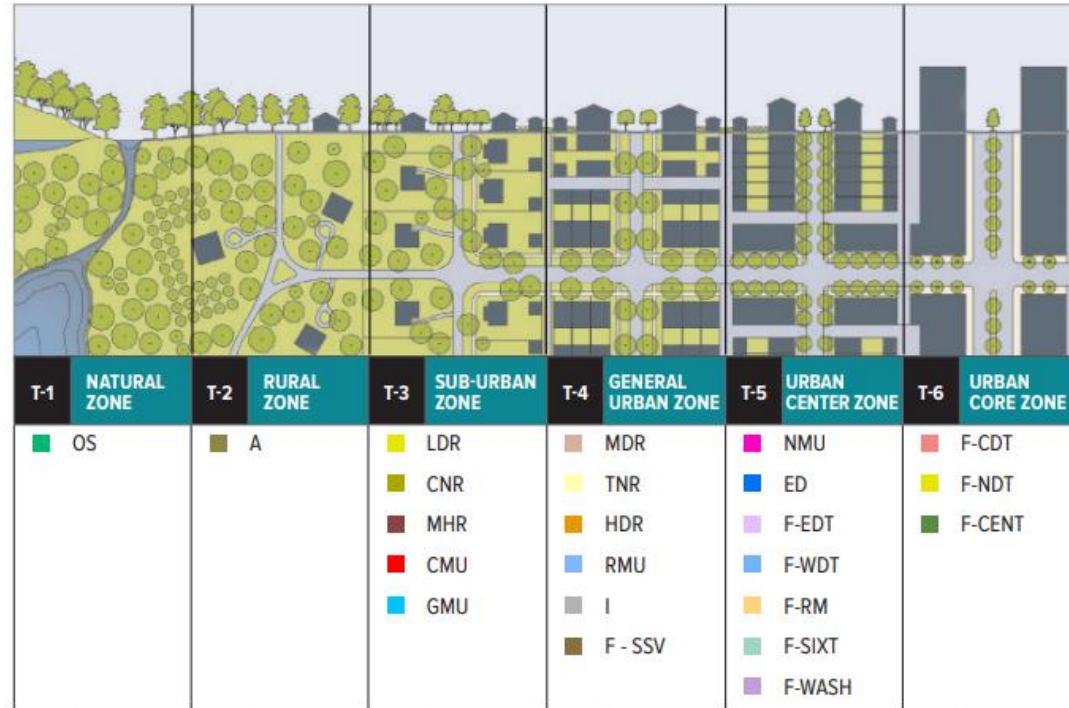 T-1
NATURAL
ZONE
T-2
RURAL
ZONE
T-3
SUB-URBAN
ZONE
T-4
GENERAL
URBAN ZONE
T-5
URBAN
CENTER ZONE
T-6
URBAN
CORE ZONE
OS
A
LDR
CNR
MHR
CMU
GMU
MDR
TNR
HDR
RMU
I
F - SSV
NMU
ED
F-EDT
F-WDT
F-RM
F-SIXT
F-WASH
F-CDT
F-NDT
F-CENT